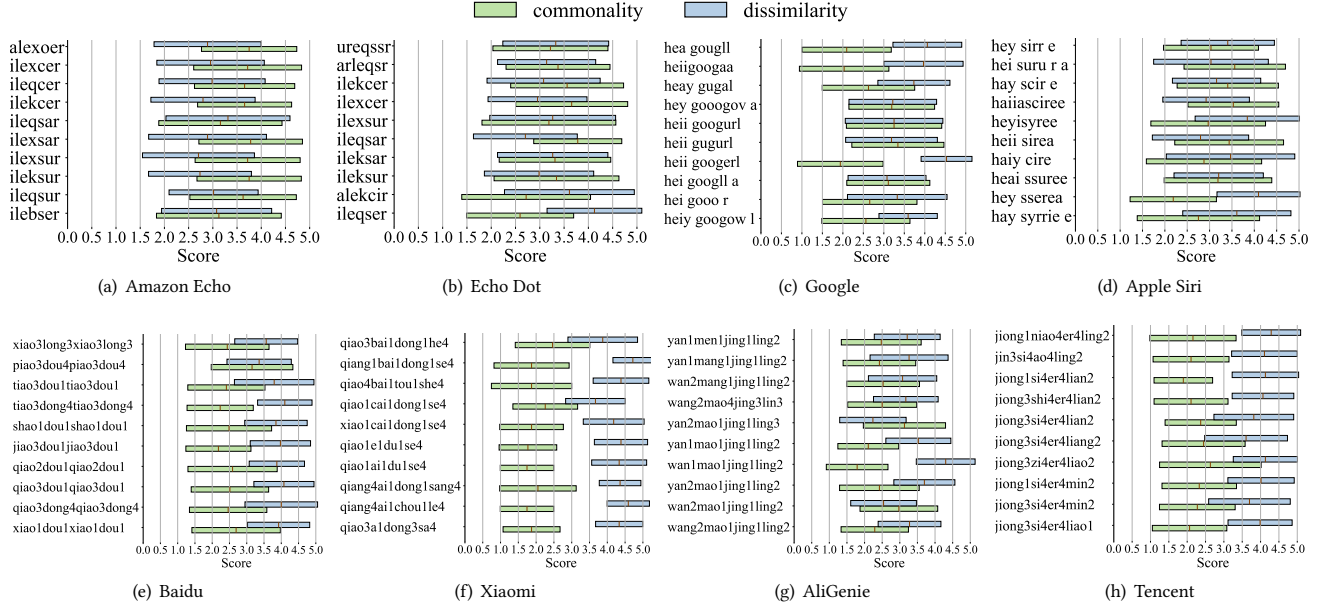 commonality dissimilarity
alexoer
ilexcer
ileqcer
ilekcer
ileqsar
ilexsar
ilexsur
ileksur
ileqsur
ilebser
0.0 0.5 1.0 1.5 2.0 2.5 3.0 3.5 4.0 4.5 5.0
Score
(a) Amazon Echo
ureqssr
arleqsr
ilekcer
ilexcer
ilexsur
ileqsar
ileksar
ileksur
alekcir
ileqser
0.0 0.5 1.0 1.5 2.0 2.5 3.0 3.5 4.0 4.5 5.0
Score
(b) Echo Dot
hea gougll
heiigoogaa
heay gugal
hey gooogov a
heii googurl
heii gugurl
heii googerl
hei googll a
hei gooo r
heiy googow l
0.0 0.5 1.0 1.5 2.0 2.5 3.0 3.5 4.0 4.5 5.0
Score
(c) Google
hey sirr e
hei suru r a
hay scir e
haiiasciree
heyisyree
heii sirea
haiy cire
heai ssuree
hey sserea
hay syrrie e
0.0 0.5 1.0 1.5 2.0 2.5 3.0 3.5 4.0 4.5 5.0
Score
(d) Apple Siri
xiao3long3xiao3long3
piao3dou4piao3dou4
tiao3dou1tiao3dou1
tiao3dong4tiao3dong4
shao1dou1shao1dou1
jiao3dou1jiao3dou1
qiao2dou1qiao2dou1
qiao3dou1qiao3dou1
qiao3dong4qiao3dong4
xiao1dou1xiao1dou1
0.0 0.5 1.0 1.5 2.0 2.5 3.0 3.5 4.0 4.5 5.0
Score
(e) Baidu
qiao3bai1dong1he4
qiang1bai1dong1se4
qiao4bai1tou1she4
qiao1cai1dong1se4
xiao1cai1dong1se4
qiao1e1du1se4
qiao1ai1du1se4
qiang4ai1dong1sang4
qiang4ai1chou1le4
qiao3a1dong3sa4
0.0 0.5 1.0 1.5 2.0 2.5 3.0 3.5 4.0 4.5 5.0
Score
(f) Xiaomi
yan1men1jing1ling2
yan1mang1jing1ling2
wan2mang1jing1ling2
wang2mao4jing3lin3
yan2mao1jing1ling3
yan1mao1jing1ling2
wan1mao1jing1ling2
yan2mao1jing1ling2
wan2mao1jing1ling2
wang2mao1jing1ling2
0.0 0.5 1.0 1.5 2.0 2.5 3.0 3.5 4.0 4.5 5.0
Score
(g) AliGenie
jiong1niao4er4ling2
jin3si4ao4ling2
jiong1si4er4lian2
jiong3shi4er4lian2
jiong3si4er4lian2
jiong3si4er4liang2
jiong3zi4er4liao2
jiong1si4er4min2
jiong3si4er4min2
jiong3si4er4liao1
0.0 0.5 1.0 1.5 2.0 2.5 3.0 3.5 4.0 4.5 5.0
Score
(h) Tencent